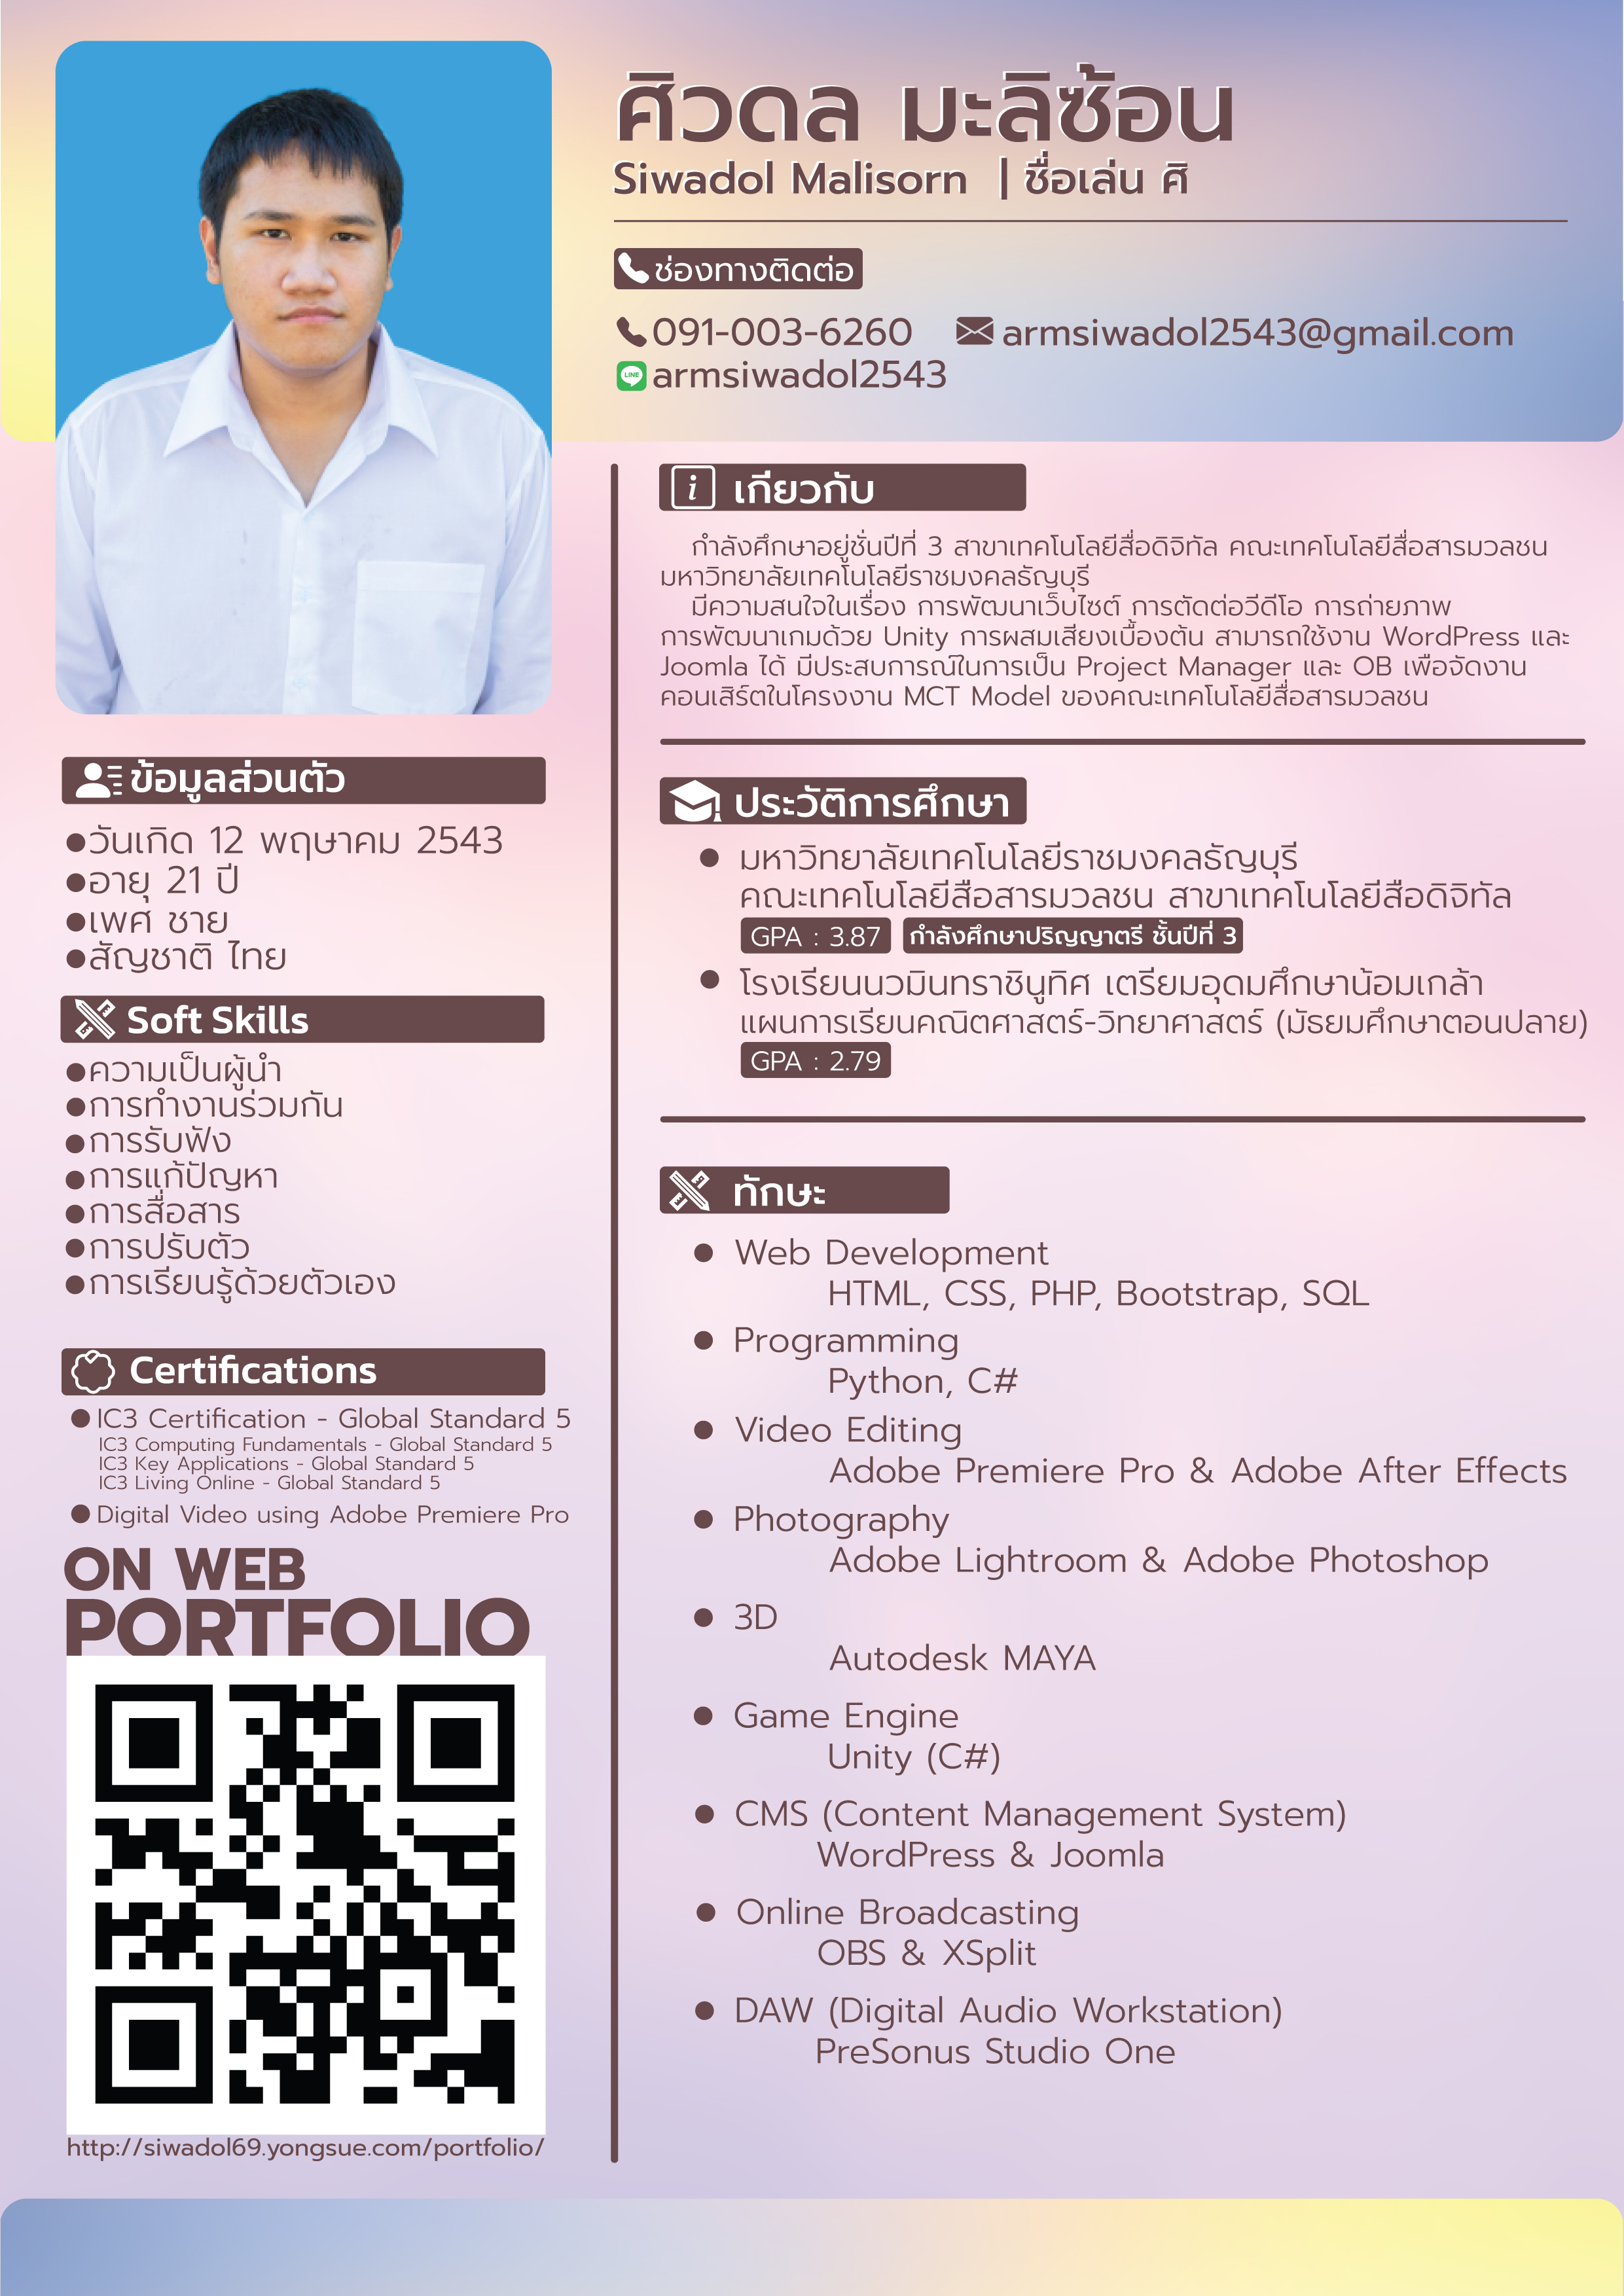 ศิวดล มะลิซ้อน
Siwadol Malisorn | ชื่อเล่น ศิ
ช่องทางติดต่อ
091-003-6260 armsiwadol2543@gmail.com
LINE armsiwadol2543
ข้อมูลส่วนตัว
●วันเกิด 12 พฤษาคม 2543
●อายุ 21 ปี
●เพศ ชาย
●สัญชาติ ไทย
Soft Skills
●ความเป็นผู้นำ
●การทำงานร่วมกัน
●การรับฟัง
●การแก้ปัญหา
●การสื่อสาร
●การปรับตัว
●การเรียนรู้ด้วยตัวเอง
Certifications
● IC3 Certification - Global Standard 5
IC3 Computing Fundamentals - Global Standard 5
IC3 Key Applications - Global Standard 5
IC3 Living Online - Global Standard 5
● Digital Video using Adobe Premiere Pro
ON WEB
PORTFOLIO
http://siwadol69.yongsue.com/portfolio/
i เกี่ยวกับ
กำลังศึกษาอยู่ชั่นปีที่ 3 สาขาเทคโนโลยีสื่อดิจิทัล คณะเทคโนโลยีสื่อสารมวลชน
มหาวิทยาลัยเทคโนโลยีราชมงคลธัญบุรี
มีความสนใจในเรื่อง การพัฒนาเว็บไซต์ การตัดต่อวีดีโอ การถ่ายภาพ
การพัฒนาเกมด้วย Unity การผสมเสียงเบื้องต้น สามารถใช้งาน WordPress และ
Joomla ได้ มีประสบการณ์ในการเป็น Project Manager และ OB เพื่อจัดงาน
คอนเสิร์ตในโครงงาน MCT Model ของคณะเทคโนโลยีสื่อสารมวลชน
ประวัติการศึกษา
● มหาวิทยาลัยเทคโนโลยีราชมงคลธัญบุรี
คณะเทคโนโลยีสื่อสารมวลชน สาขาเทคโนโลยีสื่อดิจิทัล
GPA : 3.87 กำลังศึกษาปริญญาตรี ชั้นปีที่ 3
● โรงเรียนนวมินทราชินูทิศ เตรียมอุดมศึกษาน้อมเกล้า
แผนการเรียนคณิตศาสตร์-วิทยาศาสตร์ (มัธยมศึกษาตอนปลาย)
GPA : 2.79
ทักษะ
● Web Development
HTML, CSS, PHP, Bootstrap, SQL
● Programming
Python, C#
● Video Editing
Adobe Premiere Pro & Adobe After Effects
● Photography
Adobe Lightroom & Adobe Photoshop
● 3D
Autodesk MAYA
● Game Engine
Unity (C#)
● CMS (Content Management System)
WordPress & Joomla
● Online Broadcasting
OBS & XSplit
● DAW (Digital Audio Workstation)
PreSonus Studio One